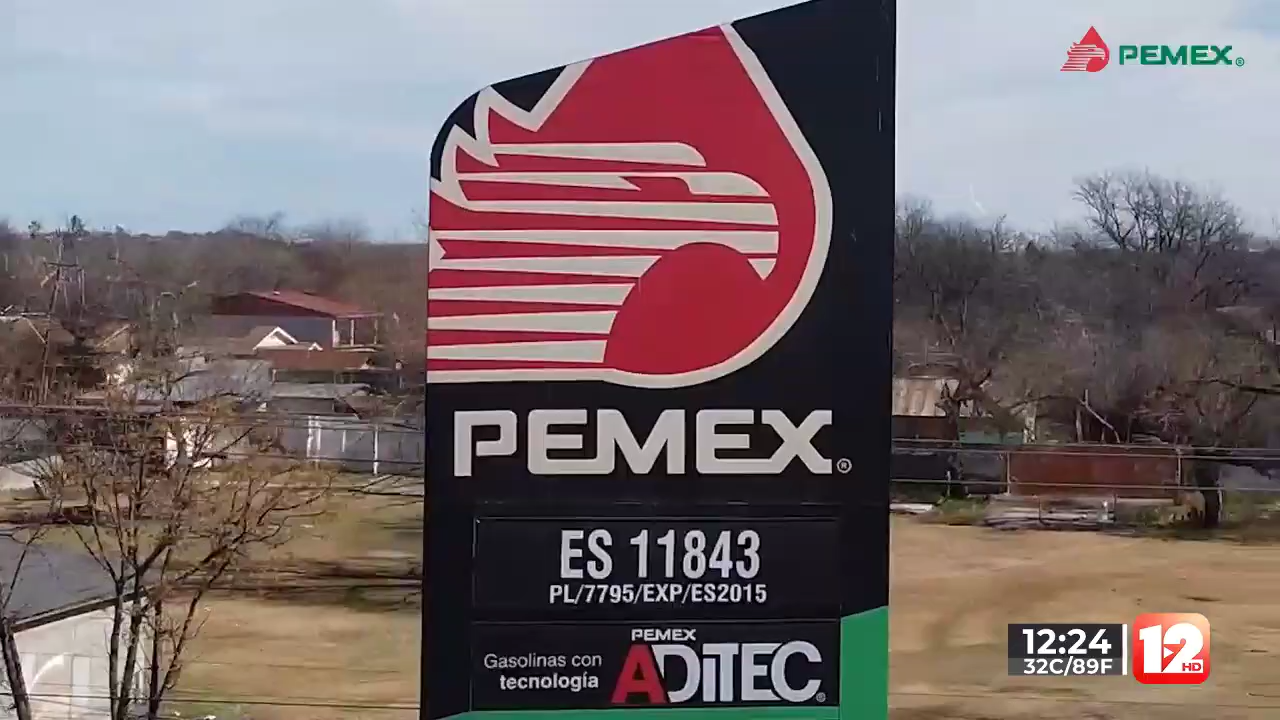 PEMEX®
PEMEX®
ES 11843
PL/7795/EXP/ES2015
PEMEX
Gasolinas con
tecnología
ADITEC®
12:24
32C/89F
12
HD